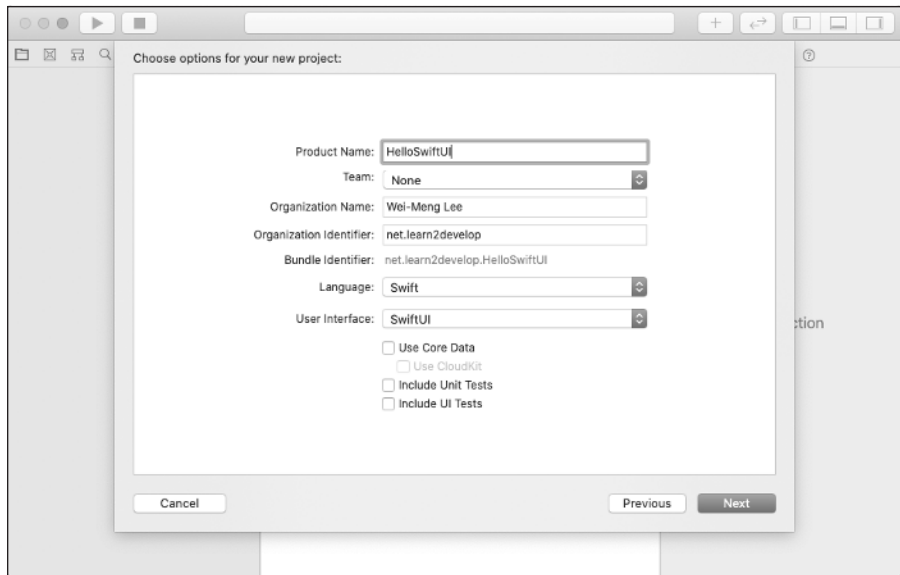 Choose options for your new project:
Product Name: HelloSwiftUI
Team: None
Organization Name: Wei-Meng Lee
Organization Identifier: net.learn2develop
Bundle Identifier: net.learn2develop.HelloSwiftUI
Language: Swift
User Interface: SwiftUI
ction
Use Core Data
Use CloudKit
Include Unit Tests
Include UI Tests
Cancel Previous Next